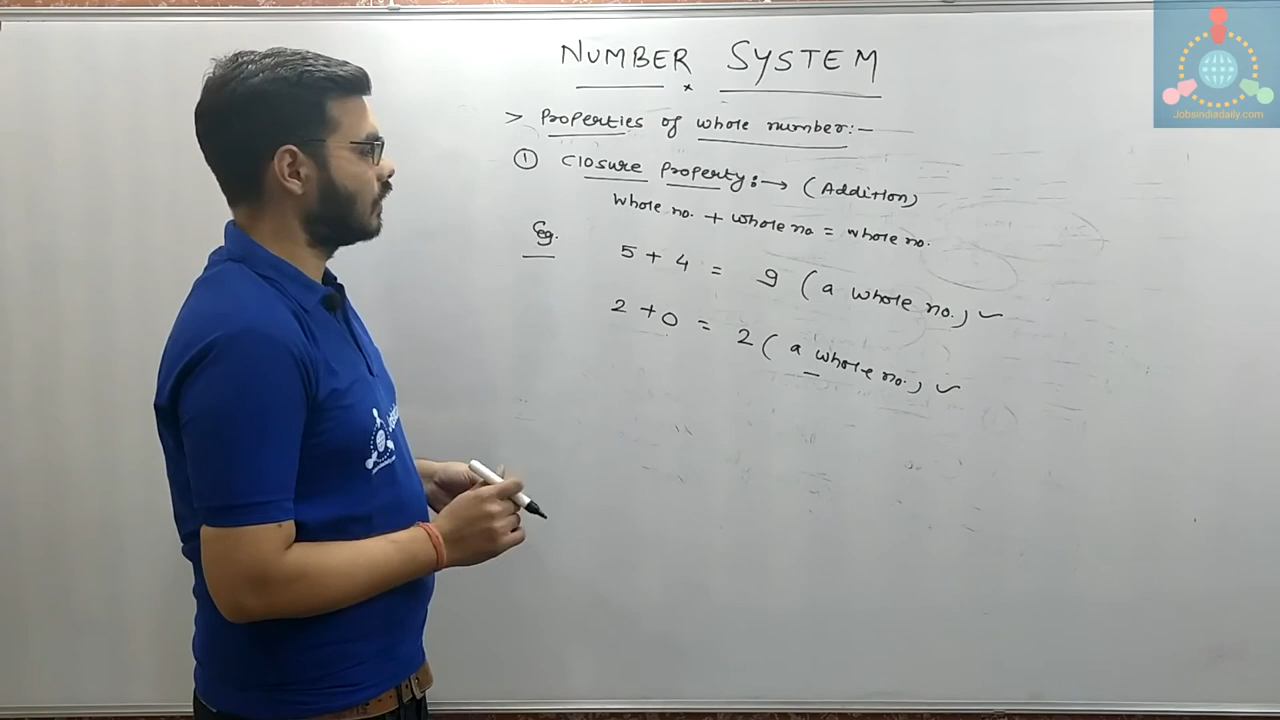 NUMBER SYSTEM
> Properties of whole number:-
① Closure Property:→ (Addition)
Whole no. + whole no = whole no.
Eg.
5 + 4 = 9 (a whole no.) ✓
2 + 0 = 2 (a whole no.) ✓
Jobsindiadaily.com